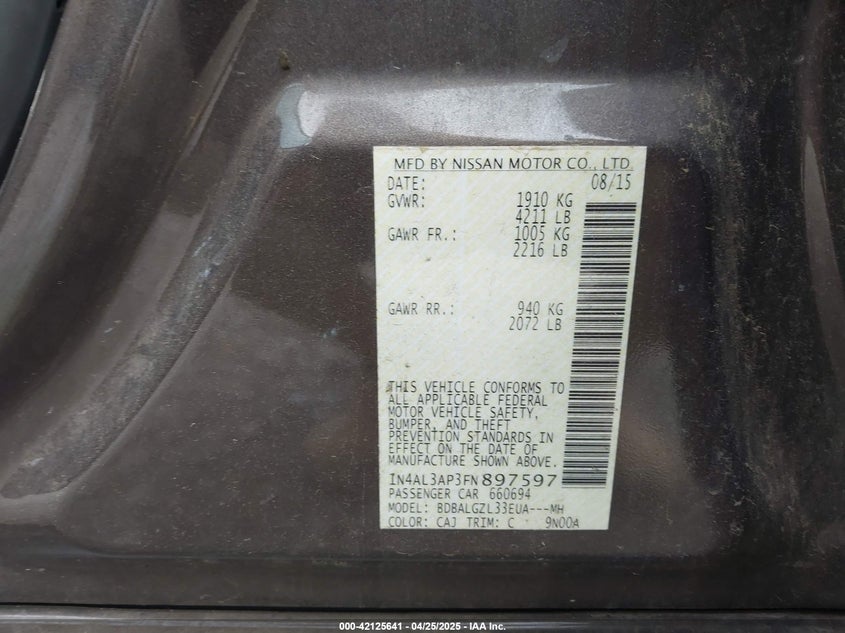 MFD BY NISSAN MOTOR CO., LTD.
DATE: 08/15
GVWR: 1910 KG
4211 LB
GAWR FR.: 1005 KG
2216 LB
GAWR RR.: 940 KG
2072 LB
THIS VEHICLE CONFORMS TO
ALL APPLICABLE FEDERAL
MOTOR VEHICLE SAFETY,
BUMPER, AND THEFT
PREVENTION STANDARDS IN
EFFECT ON THE DATE OF
MANUFACTURE SHOWN ABOVE.
1N4AL3AP3FN897597
PASSENGER CAR 660694
MODEL: BDBALGZL33EUA---MH
COLOR: CAJ TRIM: C 9N00A
000-42125641 - 04/25/2025 - IAA Inc.